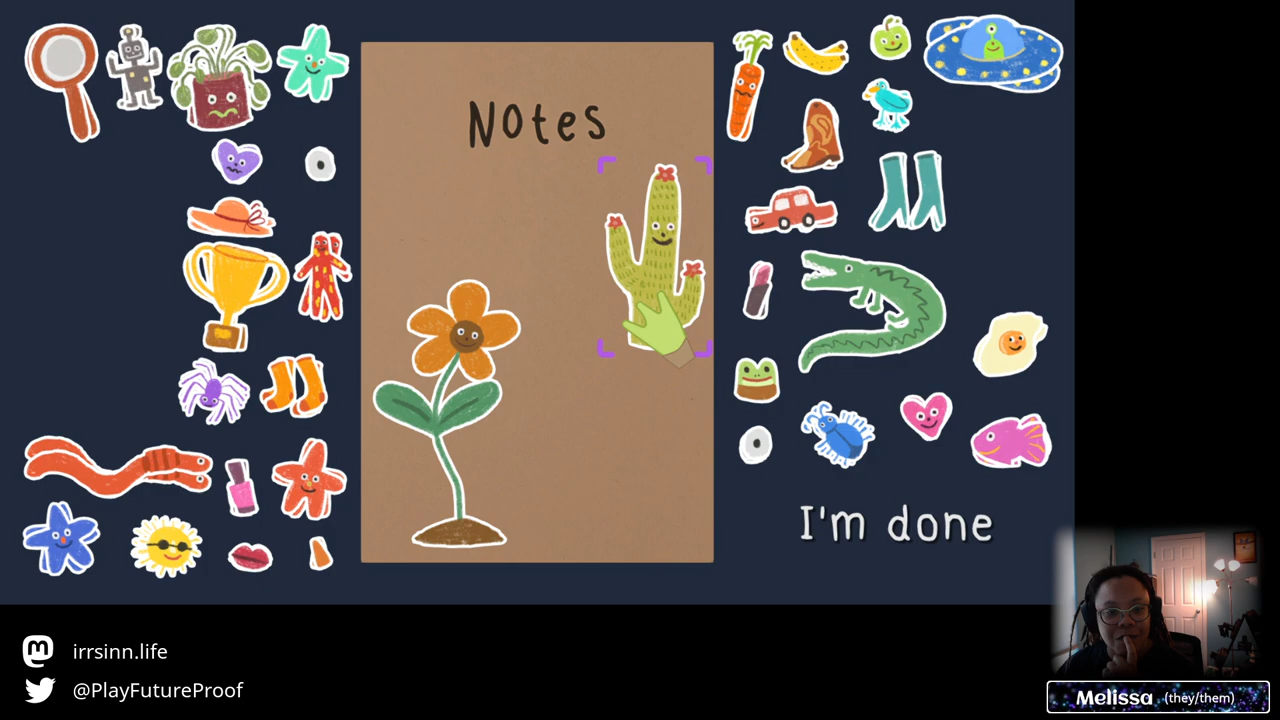 Notes
I'm done
irrsinn.life
@PlayFutureProof
Melissa (they/them)